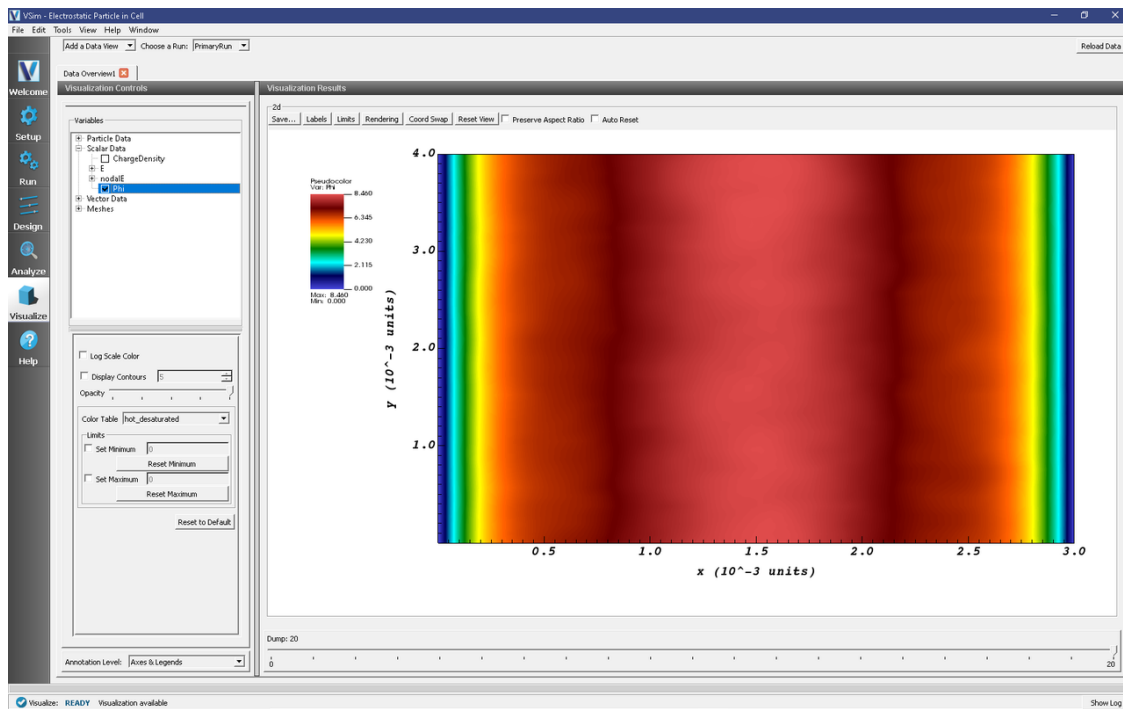 VSim - Electrostatic Particle in Cell
File Edit Tools View Help Window
Add a Data View Choose a Run: PrimaryRun Reload Data
Data Overview1
Welcome
Setup
Run
Design
Analyze
Visualize
Help
Visualization Controls
Variables
Particle Data
Scalar Data
ChargeDensity
E
nodalE
Phi
Vector Data
Meshes
Log Scale Color
Display Contours 5
Opacity
Color Table hot_desaturated
Limits
Set Minimum 0
Reset Minimum
Set Maximum 0
Reset Maximum
Reset to Default
Annotation Level: Axes & Legends
Visualization Results
2d
Save... Labels Limits Rendering Coord Swap Reset View Preserve Aspect Ratio Auto Reset
Pseudocolor
Var: Phi
8.460
6.345
4.230
2.115
0.000
Max: 8.460
Min: 0.000
4.0
3.0
2.0
1.0
y (10^-3 units)
0.5 1.0 1.5 2.0 2.5 3.0
x (10^-3 units)
Dump: 20
0 20
Visualize: READY Visualization available Show Log